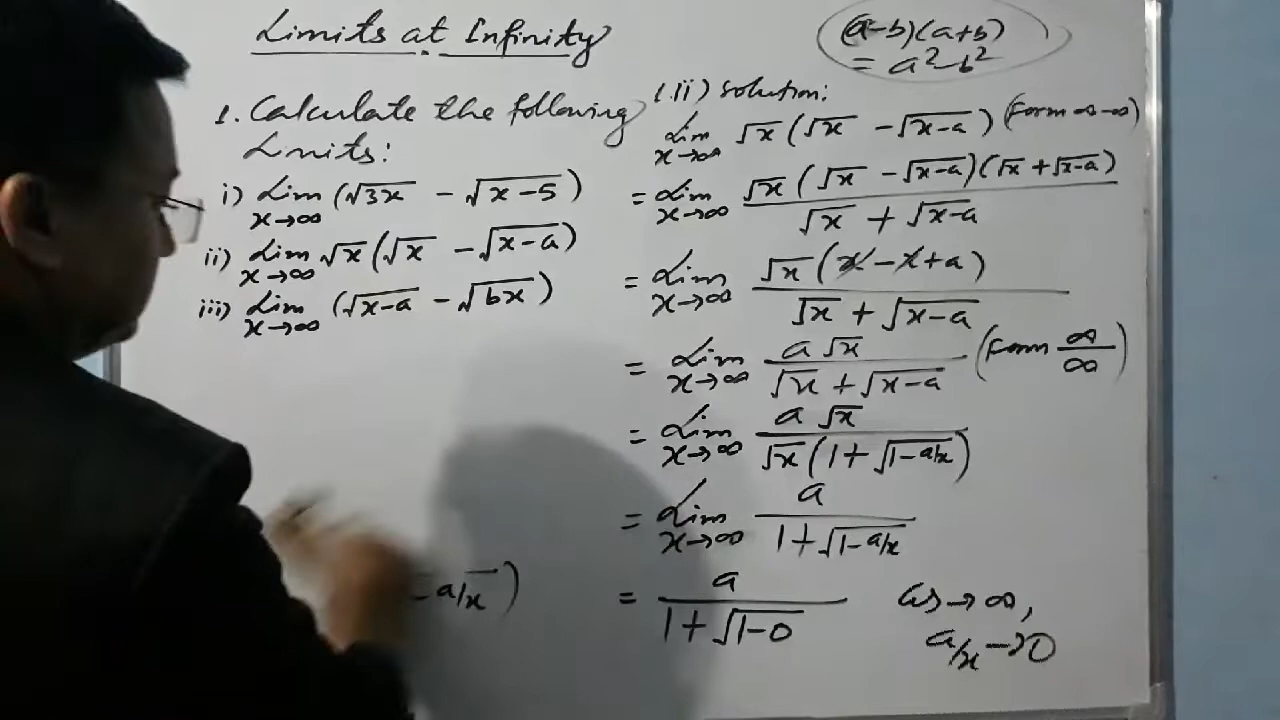 Limits at Infinity
(a-b)(a+b)
= a²-b²
1. Calculate the following
Limits:
i) Lim x→∞ (√3x - √x-5)
ii) Lim x→∞ √x(√x - √x-a)
iii) Lim x→∞ (√x-a - √bx)
- a/x)
1.ii) Solution:
Lim x→∞ √x(√x - √x-a) (Form ∞-∞)
= Lim x→∞ √x(√x - √x-a)(√x + √x-a) / √x + √x-a
= Lim x→∞ √x(x-x+a) / √x + √x-a
= Lim x→∞ a√x / √x + √x-a (Form ∞/∞)
= Lim x→∞ a√x / √x(1+√1-a/x)
= Lim x→∞ a / 1+√1-a/x
= a / 1+√1-0
as → ∞,
a/x→0